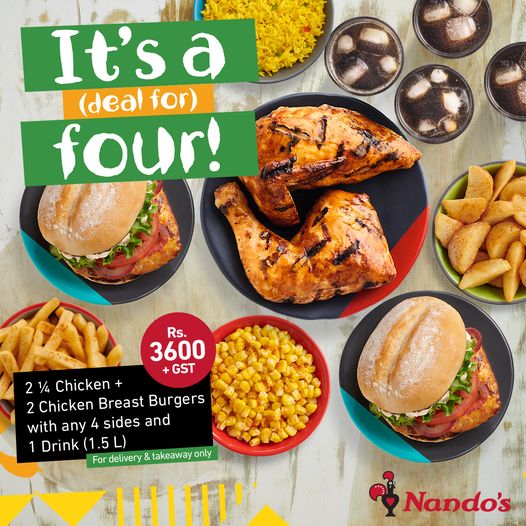 It's a
(deal for)
four!
Rs.
3600
+ GST
2 ¼ Chicken +
2 Chicken Breast Burgers
with any 4 sides and
1 Drink (1.5 L)
For delivery & takeaway only
Nando's